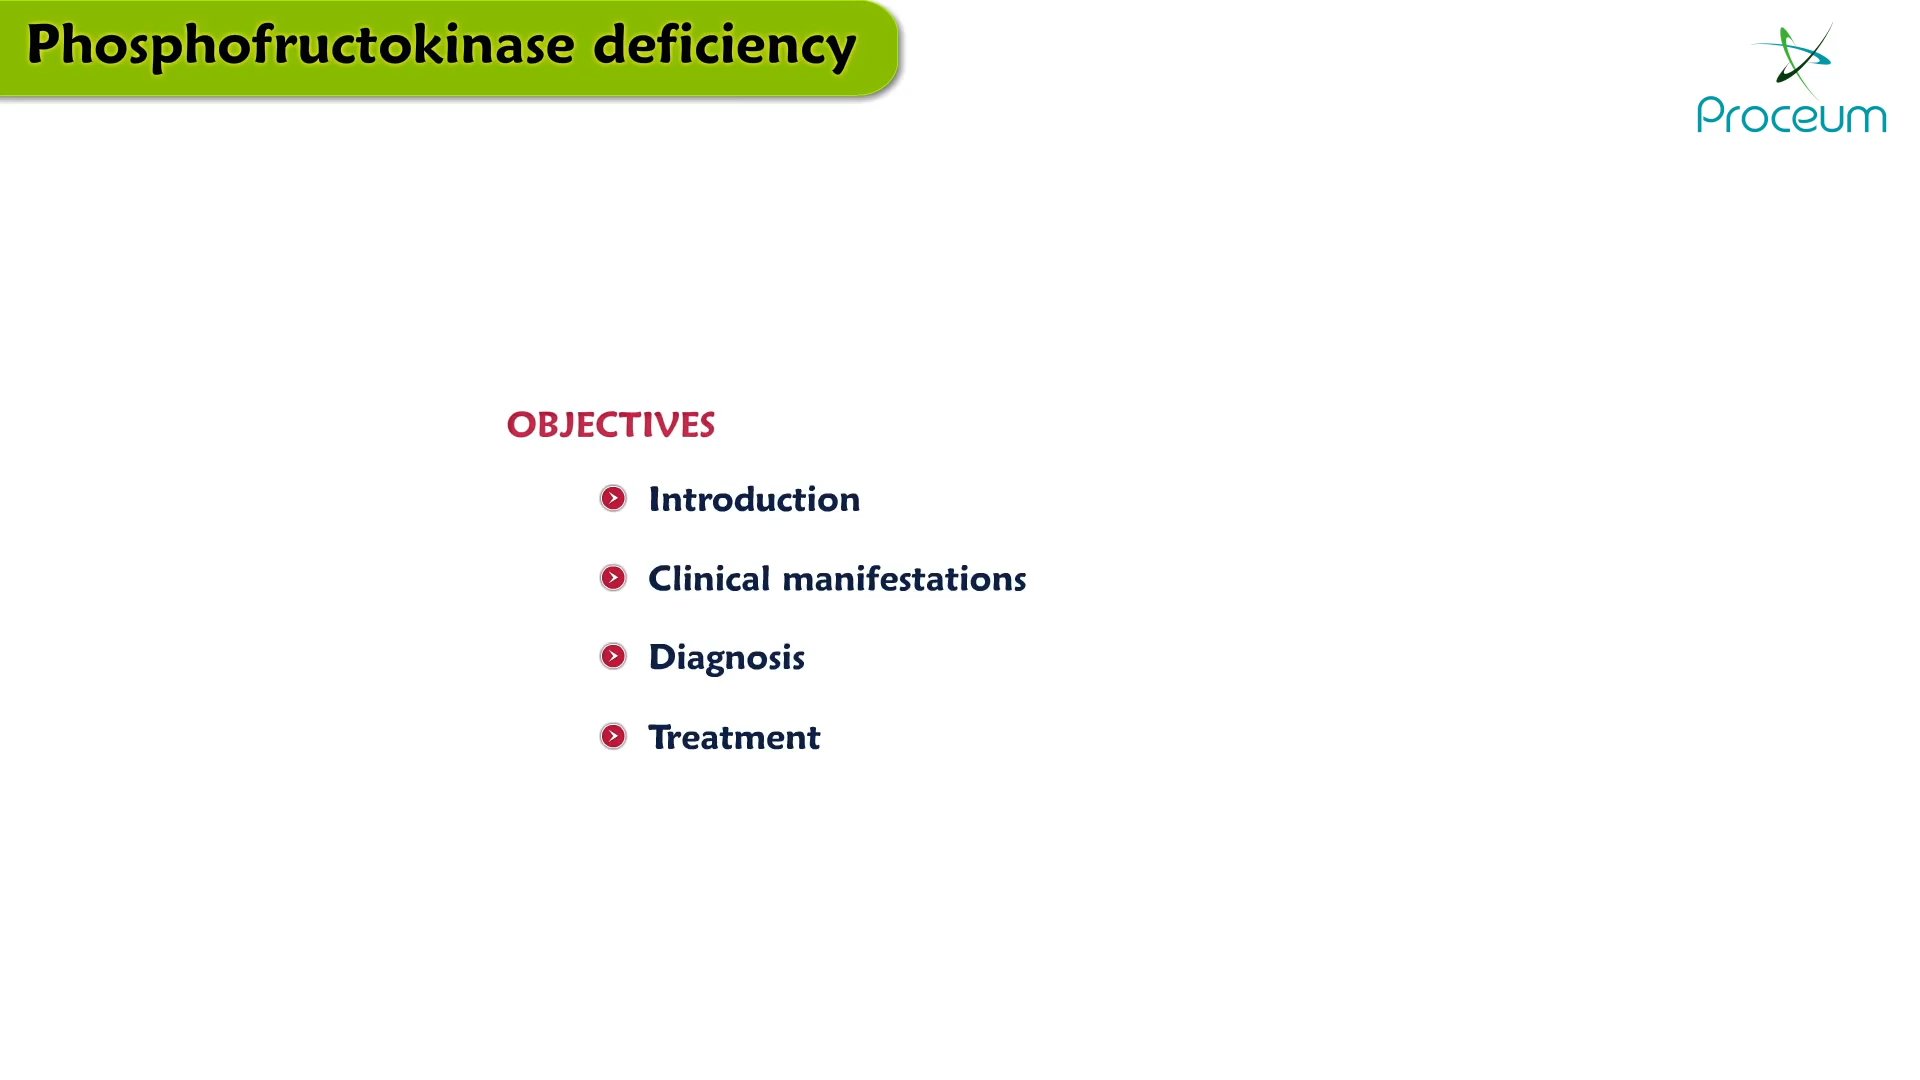 Phosphofructokinase deficiency
Proceum
OBJECTIVES
Introduction
Clinical manifestations
Diagnosis
Treatment